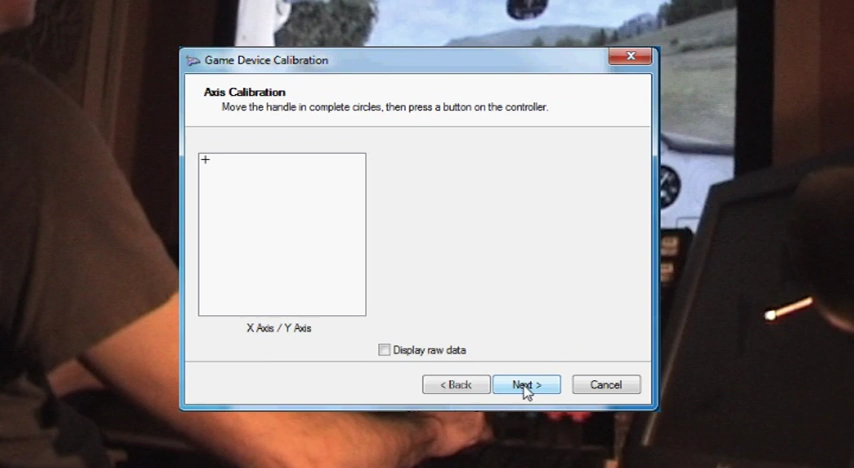 Game Device Calibration
Axis Calibration
Move the handle in complete circles, then press a button on the controller.
X Axis / Y Axis
Display raw data
< Back
Next >
Cancel